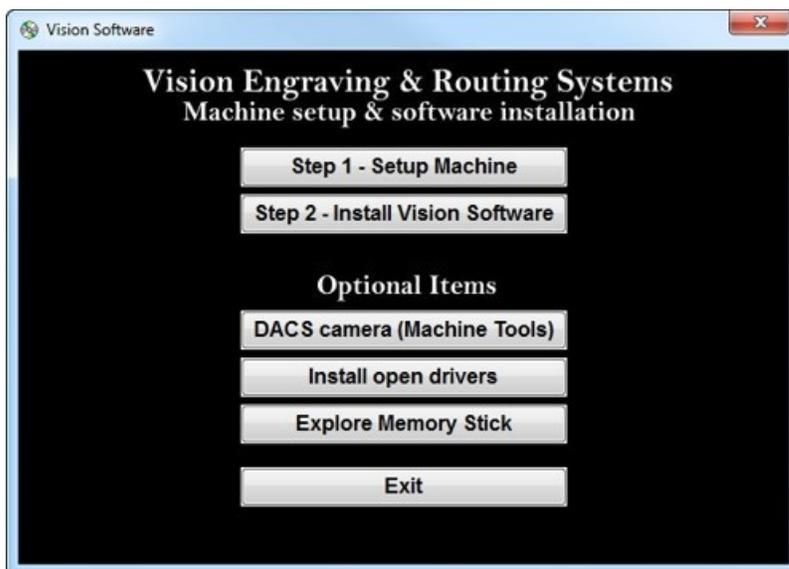 Vision Software
Vision Engraving & Routing Systems
Machine setup & software installation
Step 1 - Setup Machine
Step 2 - Install Vision Software
Optional Items
DACS camera (Machine Tools)
Install open drivers
Explore Memory Stick
Exit